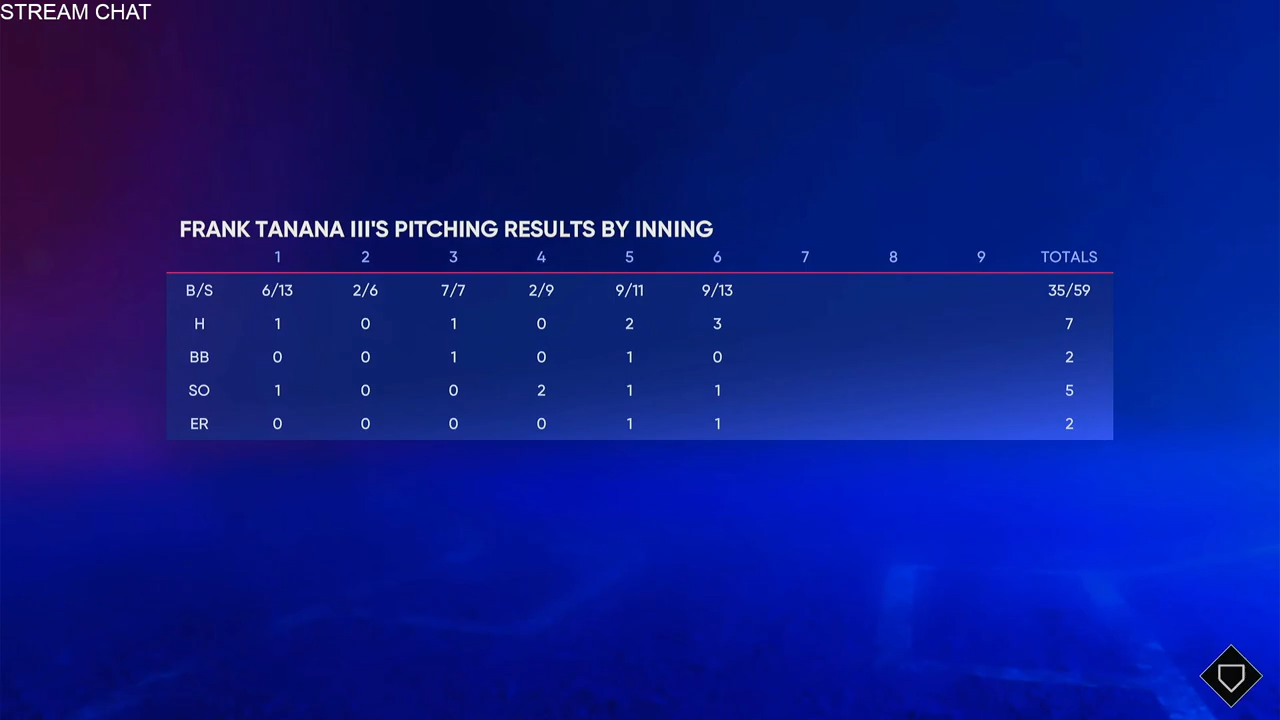 STREAM CHAT
FRANK TANANA III'S PITCHING RESULTS BY INNING
1 2 3 4 5 6 7 8 9 TOTALS
B/S 6/13 2/6 7/7 2/9 9/11 9/13 35/59
H 1 0 1 0 2 3 7
BB 0 0 1 0 1 0 2
SO 1 0 0 2 1 1 5
ER 0 0 0 0 1 1 2